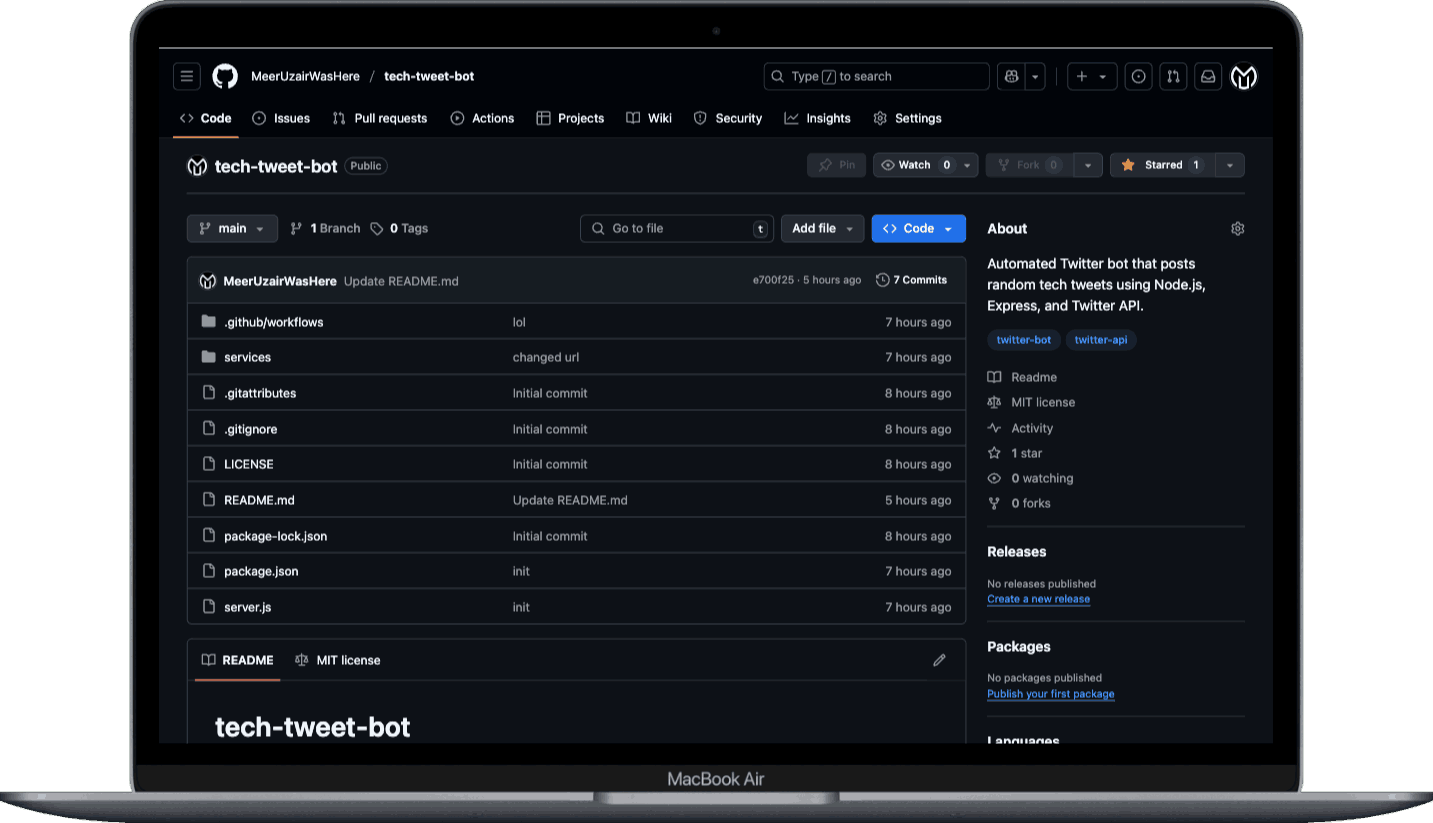 MeerUzairWasHere / tech-tweet-bot
Type / to search
Code
Issues
Pull requests
Actions
Projects
Wiki
Security
Insights
Settings
tech-tweet-bot Public
Pin
Watch 0
Fork 0
Starred 1
main
1 Branch
0 Tags
Go to file t
Add file
Code
MeerUzairWasHere Update README.md e700f25 · 5 hours ago 7 Commits
.github/workflows lol 7 hours ago
services changed url 7 hours ago
.gitattributes Initial commit 8 hours ago
.gitignore Initial commit 8 hours ago
LICENSE Initial commit 8 hours ago
README.md Update README.md 5 hours ago
package-lock.json Initial commit 8 hours ago
package.json init 7 hours ago
server.js init 7 hours ago
README
MIT license
tech-tweet-bot
About
Automated Twitter bot that posts
random tech tweets using Node.js,
Express, and Twitter API.
twitter-bot twitter-api
Readme
MIT license
Activity
1 star
0 watching
0 forks
Releases
No releases published
Create a new release
Packages
No packages published
Publish your first package
Languages
MacBook Air